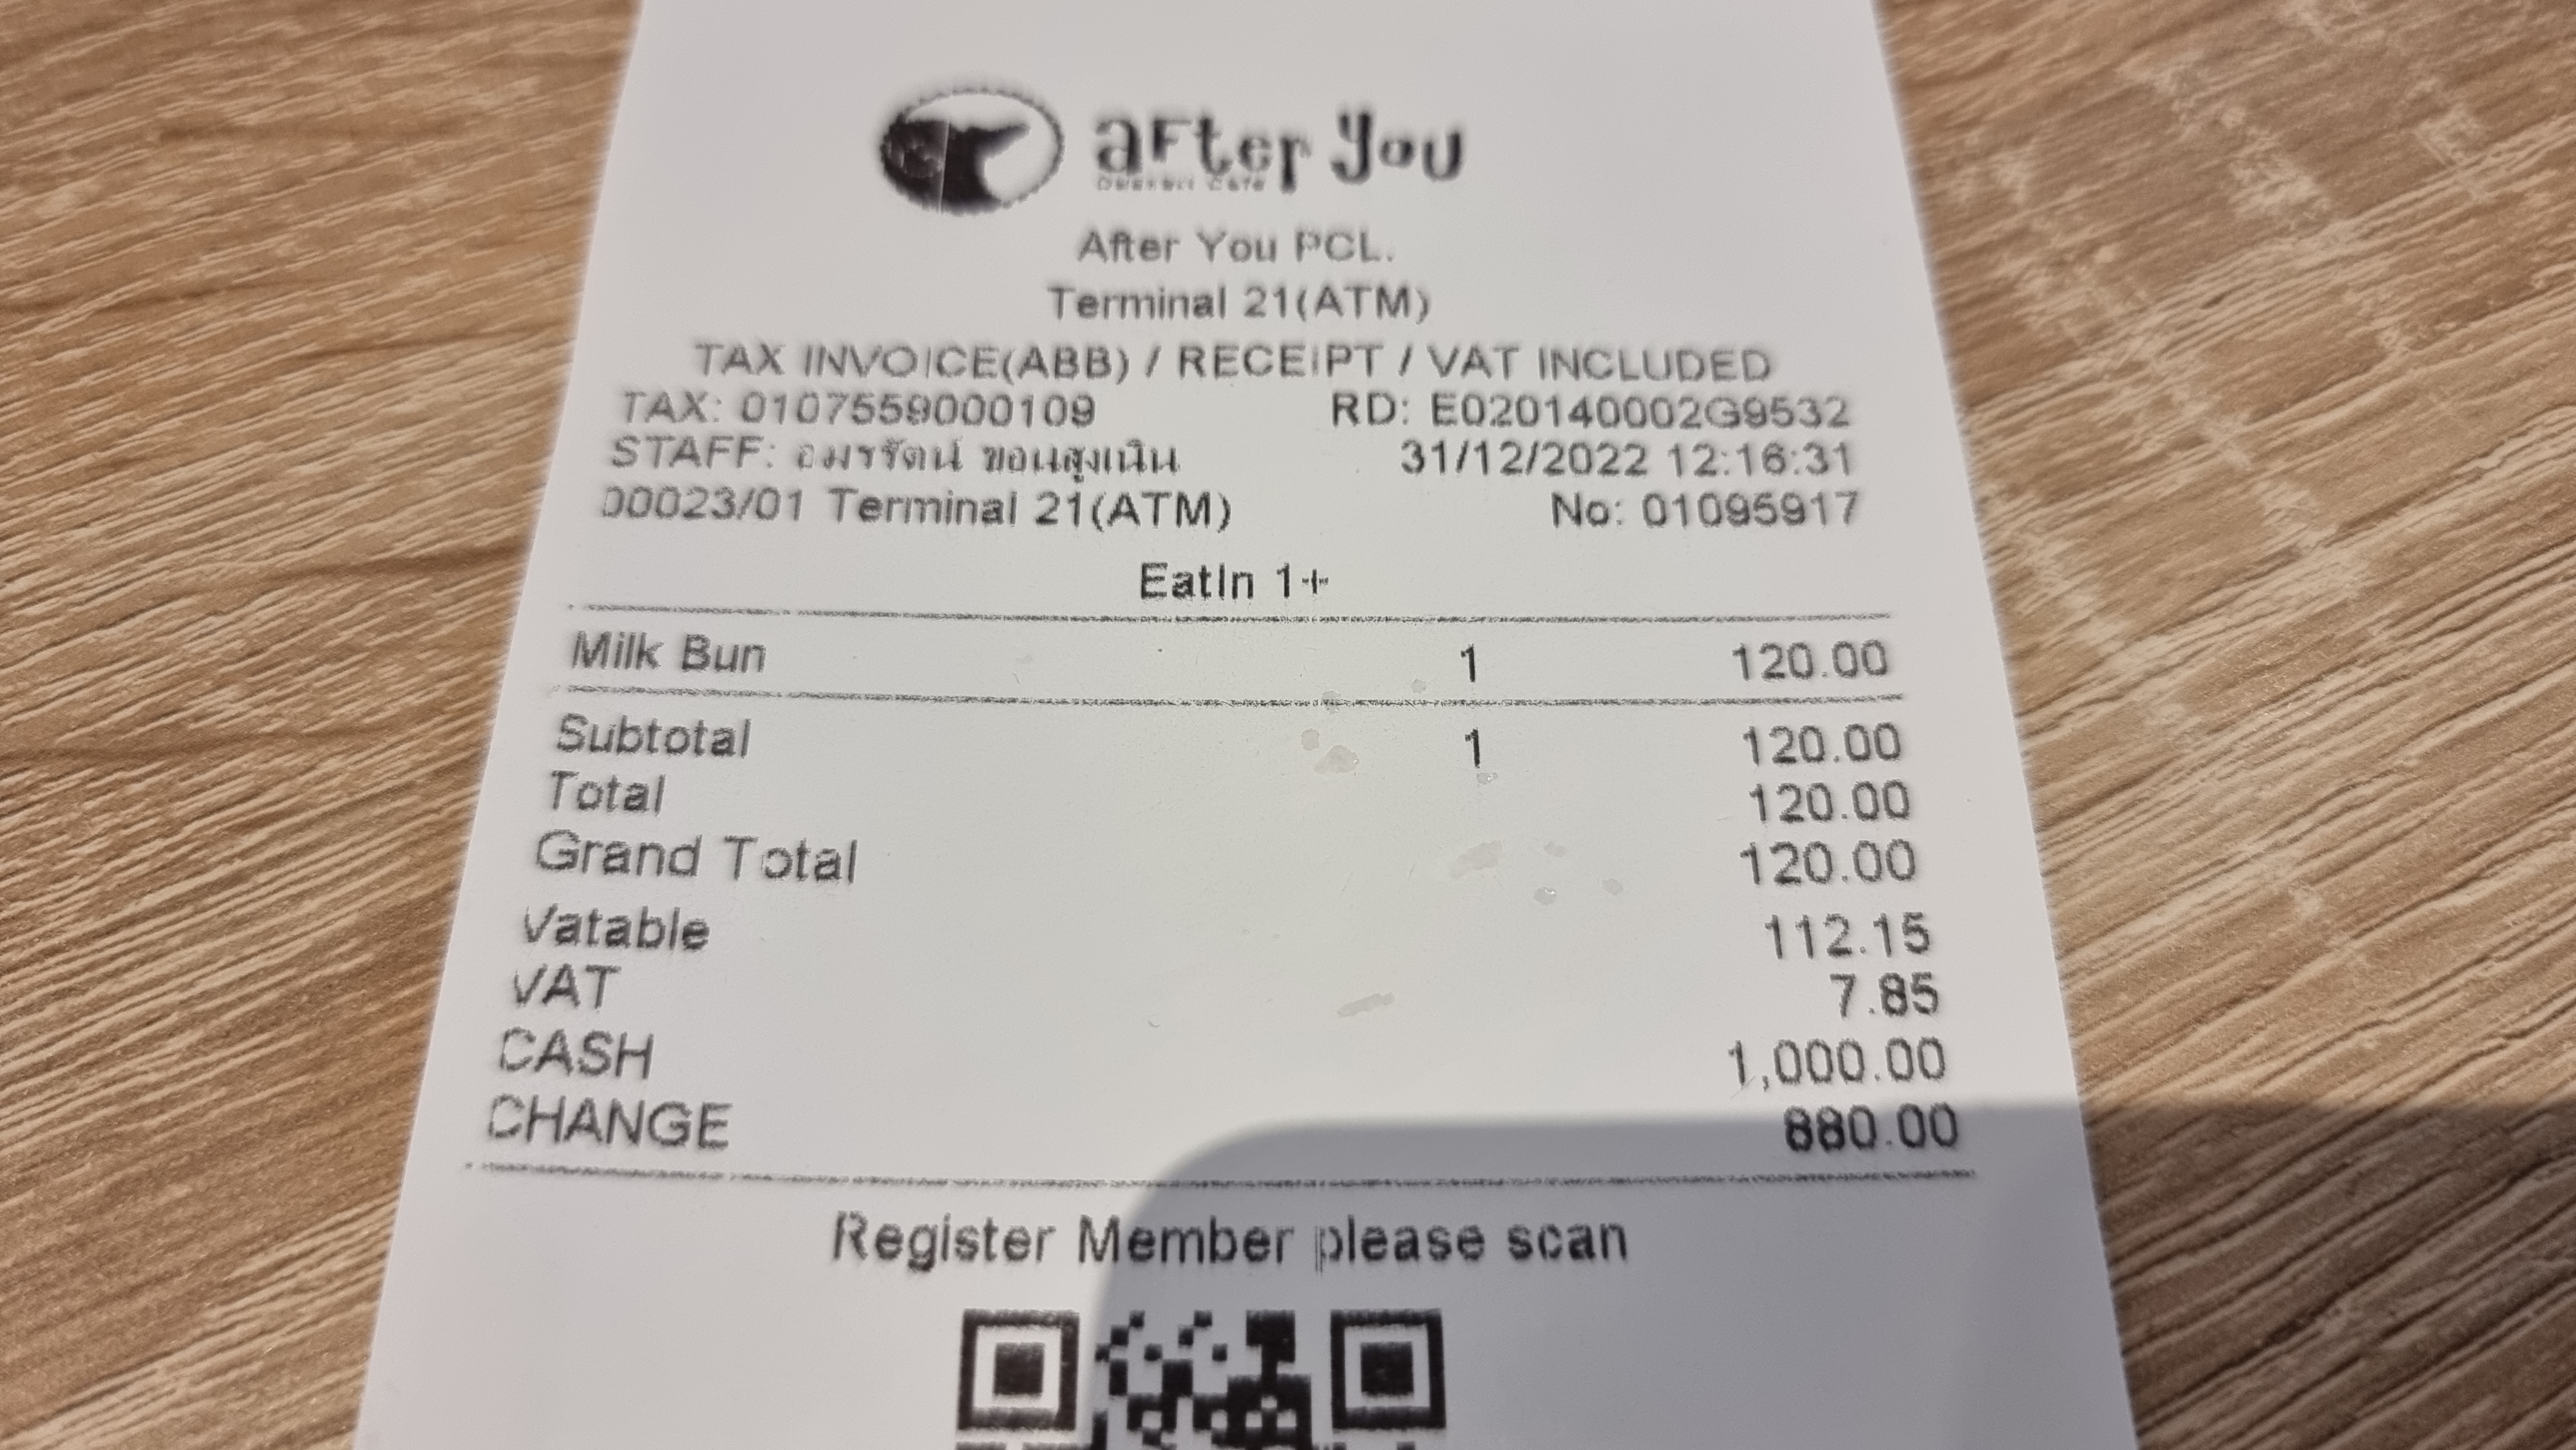 after you
Dessert Cafe
After You PCL.
Terminal 21(ATM)
TAX INVOICE(ABB) / RECEIPT / VAT INCLUDED
TAX: 0107559000109 RD: E020140002G9532
STAFF: อมรรัตน์ ขอนสูงเนิน 31/12/2022 12:16:31
00023/01 Terminal 21(ATM) No: 01095917
EatIn 1+
Milk Bun 1 120.00
Subtotal 1 120.00
Total 120.00
Grand Total 120.00
Vatable 112.15
VAT 7.85
CASH 1,000.00
CHANGE 880.00
Register Member please scan